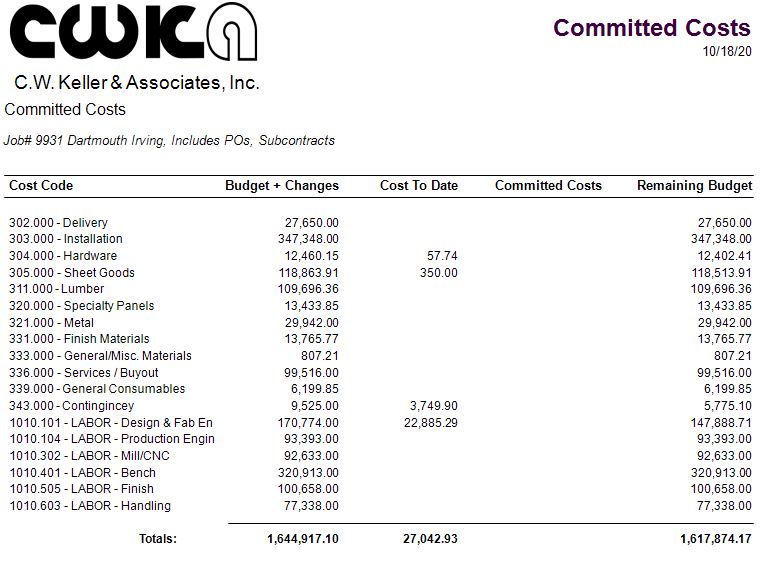 CWKA
Committed Costs
10/18/20
C.W. Keller & Associates, Inc.
Committed Costs
Job# 9931 Dartmouth Irving, Includes POs, Subcontracts
Cost Code Budget + Changes Cost To Date Committed Costs Remaining Budget
302.000 - Delivery 27,650.00 27,650.00
303.000 - Installation 347,348.00 347,348.00
304.000 - Hardware 12,460.15 57.74 12,402.41
305.000 - Sheet Goods 118,863.91 350.00 118,513.91
311.000 - Lumber 109,696.36 109,696.36
320.000 - Specialty Panels 13,433.85 13,433.85
321.000 - Metal 29,942.00 29,942.00
331.000 - Finish Materials 13,765.77 13,765.77
333.000 - General/Misc. Materials 807.21 807.21
336.000 - Services / Buyout 99,516.00 99,516.00
339.000 - General Consumables 6,199.85 6,199.85
343.000 - Contingincey 9,525.00 3,749.90 5,775.10
1010.101 - LABOR - Design & Fab En 170,774.00 22,885.29 147,888.71
1010.104 - LABOR - Production Engin 93,393.00 93,393.00
1010.302 - LABOR - Mill/CNC 92,633.00 92,633.00
1010.401 - LABOR - Bench 320,913.00 320,913.00
1010.505 - LABOR - Finish 100,658.00 100,658.00
1010.603 - LABOR - Handling 77,338.00 77,338.00
Totals: 1,644,917.10 27,042.93 1,617,874.17